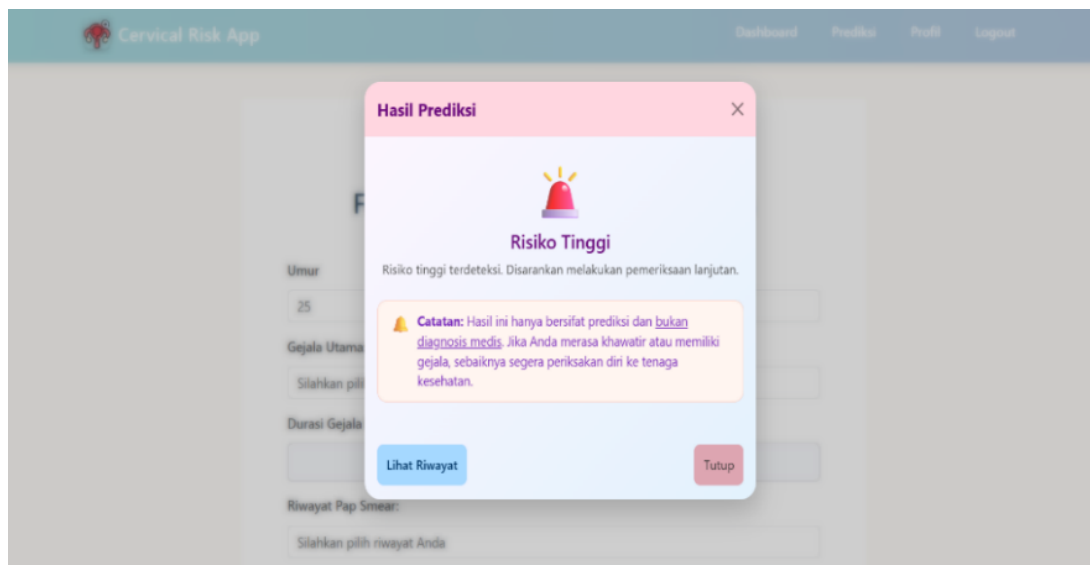 Cervical Risk App
Dashboard Prediksi Profil Logout
Hasil Prediksi
F
Risiko Tinggi
Risiko tinggi terdeteksi. Disarankan melakukan pemeriksaan lanjutan.
Umur
25
Catatan: Hasil ini hanya bersifat prediksi dan bukan
diagnosis medis. Jika Anda merasa khawatir atau memiliki
gejala, sebaiknya segera periksakan diri ke tenaga
kesehatan.
Gejala Utama
Silahkan pili
Durasi Gejala
Lihat Riwayat
Tutup
Riwayat Pap Smear:
Silahkan pilih riwayat Anda